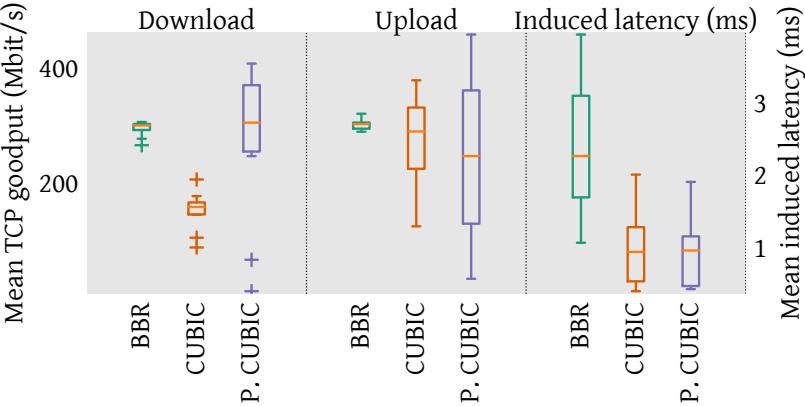 Download
Upload
Induced latency (ms)
Mean TCP goodput (Mbit/s)
400
200
3
2
1
Mean induced latency (ms)
BBR
CUBIC
P. CUBIC
BBR
CUBIC
P. CUBIC
BBR
CUBIC
P. CUBIC